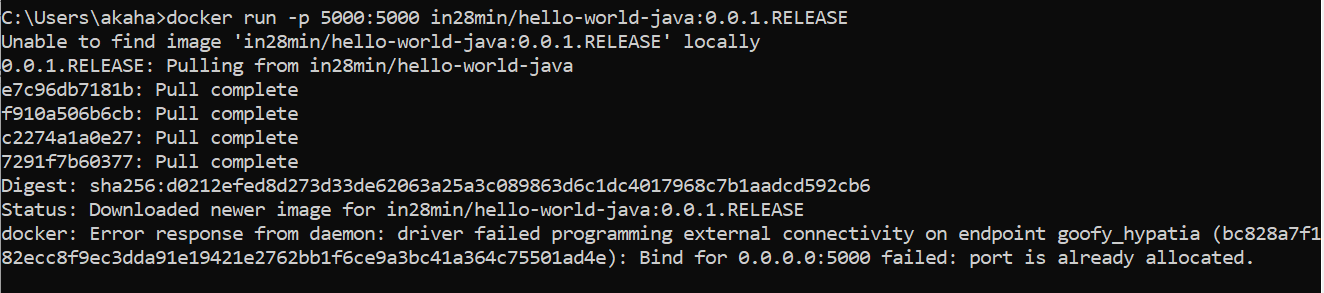 C:\Users\akaha>docker run -p 5000:5000 in28min/hello-world-java:0.0.1.RELEASE
Unable to find image 'in28min/hello-world-java:0.0.1.RELEASE' locally
0.0.1.RELEASE: Pulling from in28min/hello-world-java
e7c96db7181b: Pull complete
f910a506b6cb: Pull complete
c2274a1a0e27: Pull complete
7291f7b60377: Pull complete
Digest: sha256:d0212efed8d273d33de62063a25a3c089863d6c1dc4017968c7b1aadcd592cb6
Status: Downloaded newer image for in28min/hello-world-java:0.0.1.RELEASE
docker: Error response from daemon: driver failed programming external connectivity on endpoint goofy_hypatia (bc828a7f1
82ecc8f9ec3dda91e19421e2762bb1f6ce9a3bc41a364c75501ad4e): Bind for 0.0.0.0:5000 failed: port is already allocated.